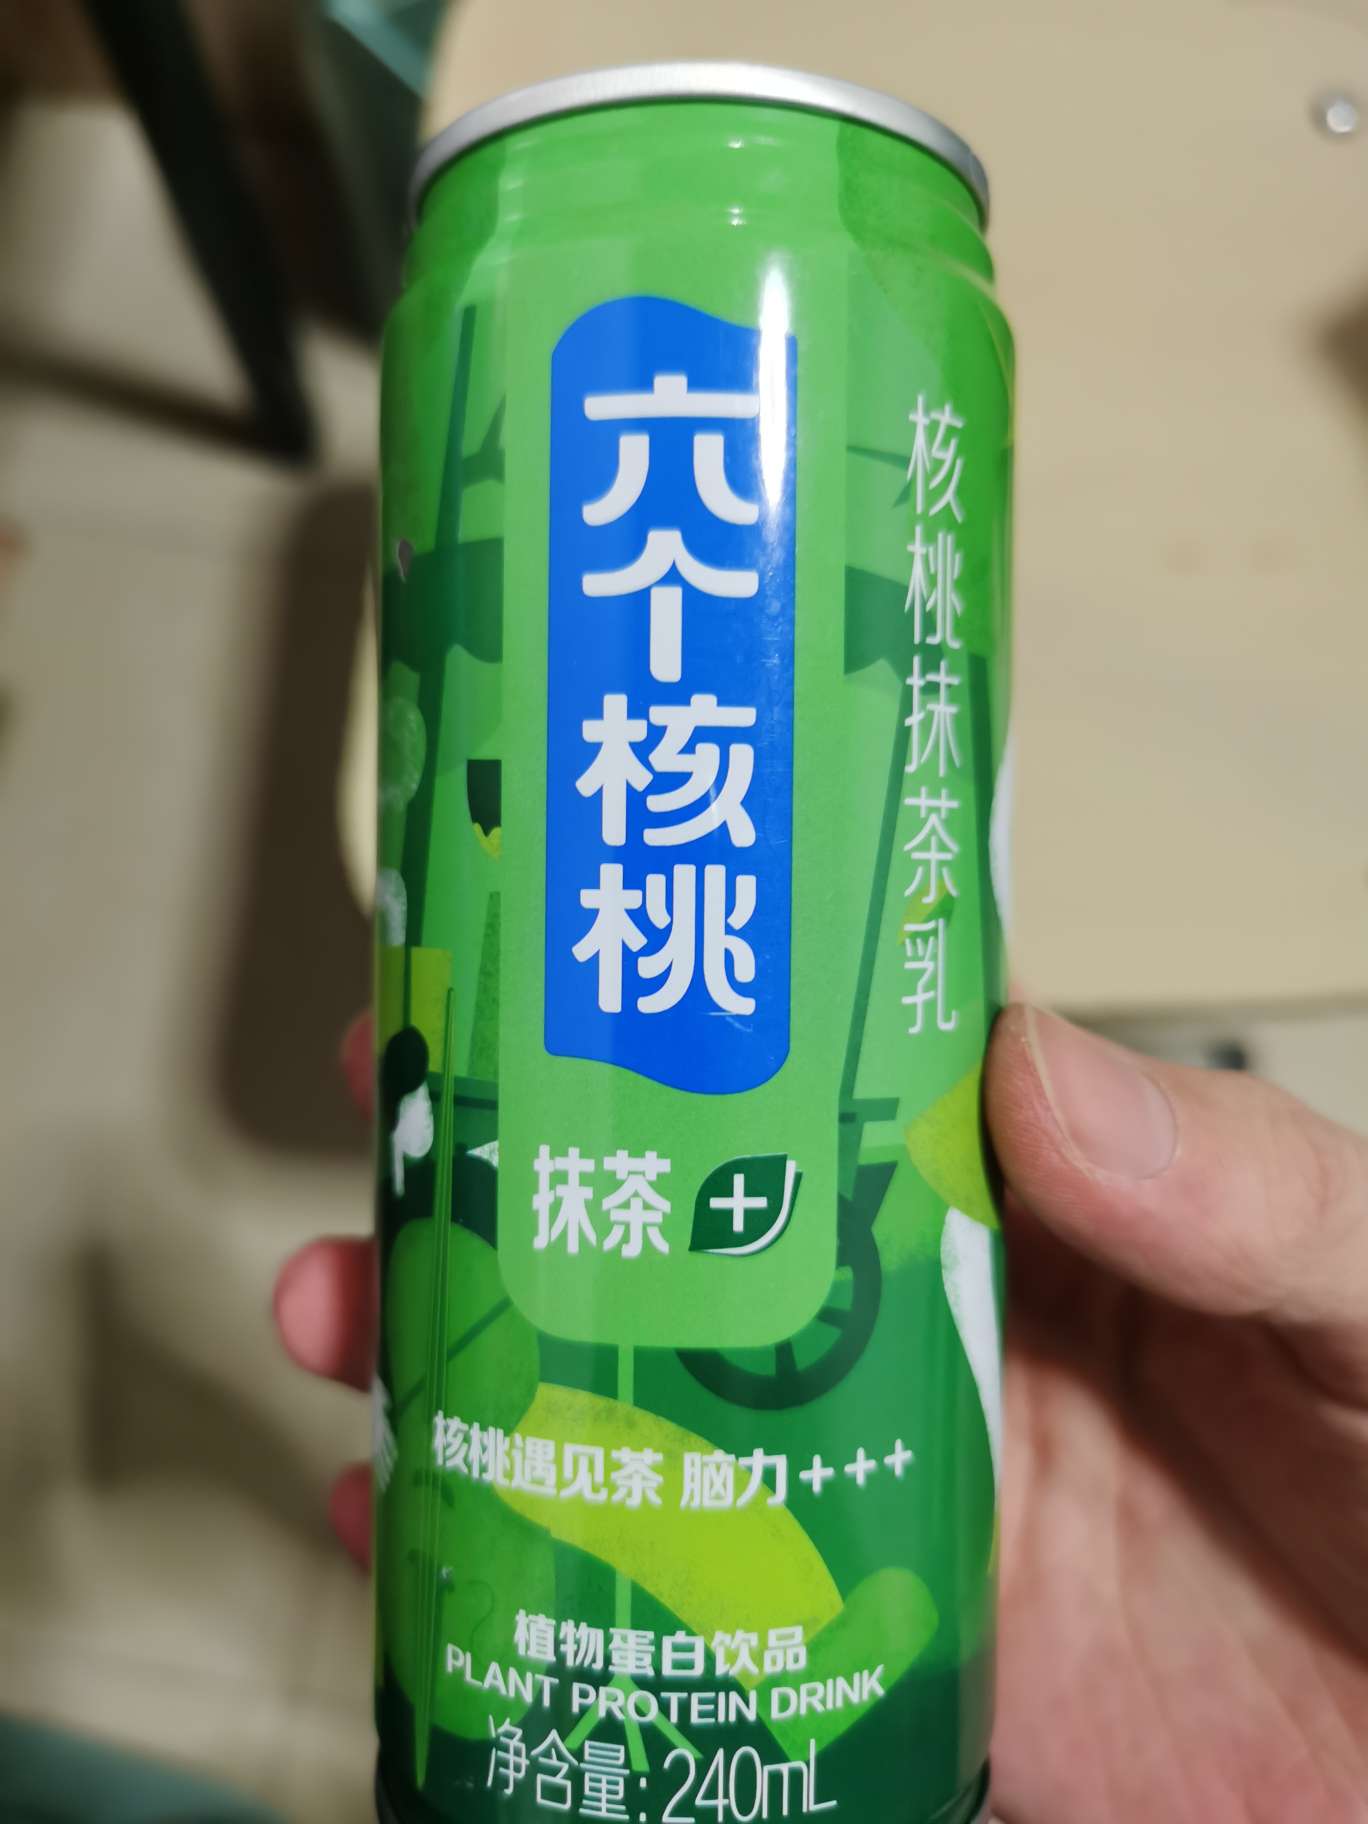 六个核桃
核桃抹茶乳
抹茶+
核桃遇见茶 脑力+++
植物蛋白饮品
PLANT PROTEIN DRINK
净含量:240mL